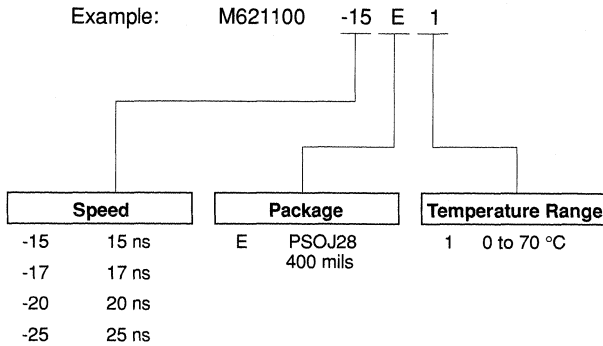 Example: M621100 -15 E 1
Speed Package Temperature Range
-15 15 ns E PSOJ28 1 0 to 70 °C
400 mils
-17 17 ns
-20 20 ns
-25 25 ns